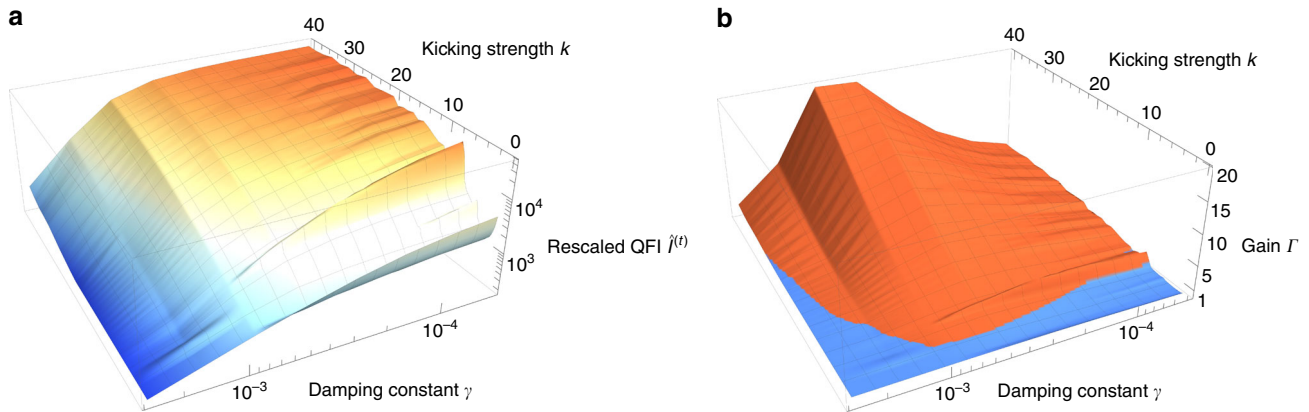 a
40
30
20
10
0
Kicking strength k
10⁴
10³
Rescaled QFI Î⁽ᵗ⁾
10⁻⁴
10⁻³
Damping constant γ
b
40
30
20
10
0
Kicking strength k
20
15
10
5
1
Gain Γ
10⁻⁴
10⁻³
Damping constant γ